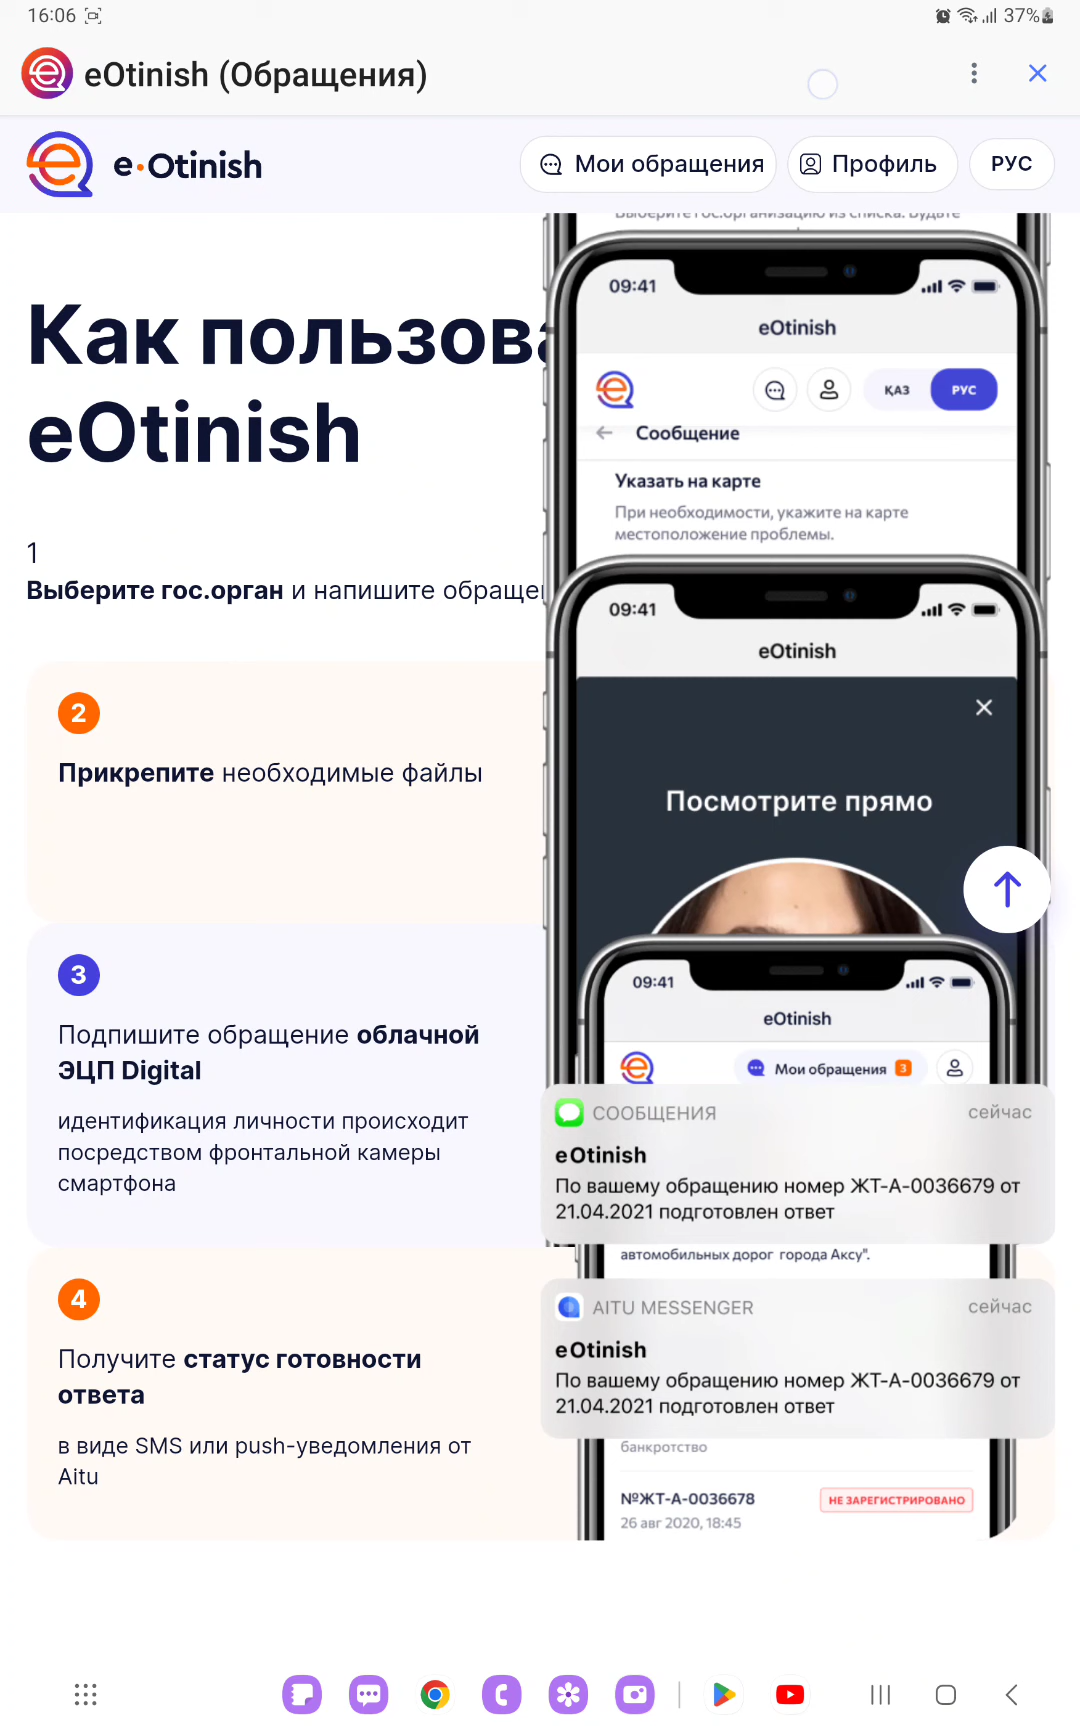 16:06
37%
eOtinish (Обращения)
e·Otinish
Мои обращения
Профиль
РУС
Как пользова
eOtinish
1
Выберите гос.орган и напишите обраще
2
Прикрепите необходимые файлы
3
Подпишите обращение облачной
ЭЦП Digital
идентификация личности происходит
посредством фронтальной камеры
смартфона
4
Получите статус готовности
ответа
в виде SMS или push-уведомления от
Aitu
Выберите гос.организацию из списка. Будьте
09:41
eOtinish
ҚАЗ
РУС
Сообщение
Указать на карте
При необходимости, укажите на карте
местоположение проблемы.
09:41
eOtinish
Посмотрите прямо
09:41
eOtinish
Мои обращения 3
СООБЩЕНИЯ
сейчас
eOtinish
По вашему обращению номер ЖТ-А-0036679 от
21.04.2021 подготовлен ответ
автомобильных дорог города Аксу".
AITU MESSENGER
сейчас
eOtinish
По вашему обращению номер ЖТ-А-0036679 от
21.04.2021 подготовлен ответ
банкротство
№ЖТ-А-0036678
НЕ ЗАРЕГИСТРИРОВАНО
26 авг 2020, 18:45